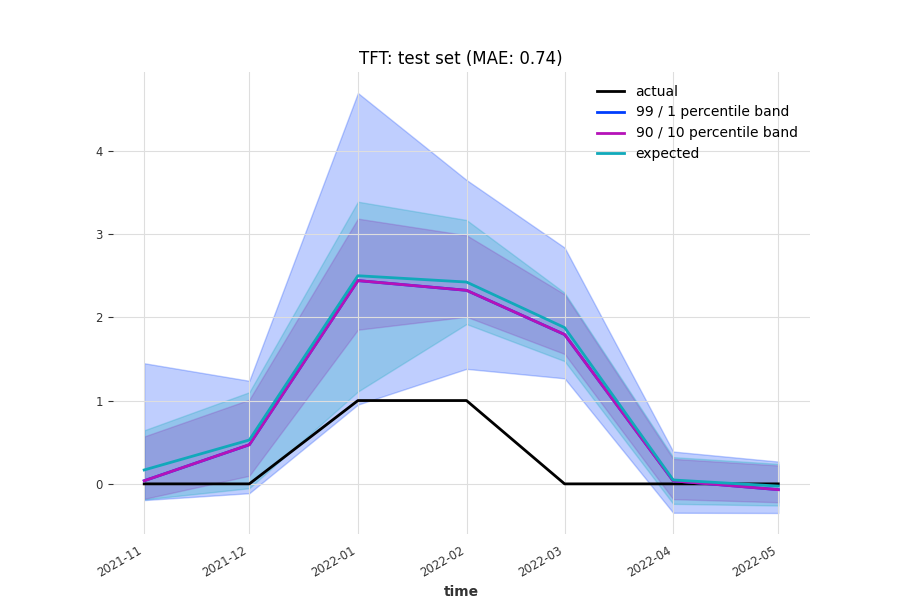 TFT: test set (MAE: 0.74)
actual
99 / 1 percentile band
90 / 10 percentile band
expected
4
3
2
1
0
2021-11
2021-12
2022-01
2022-02
2022-03
2022-04
2022-05
time